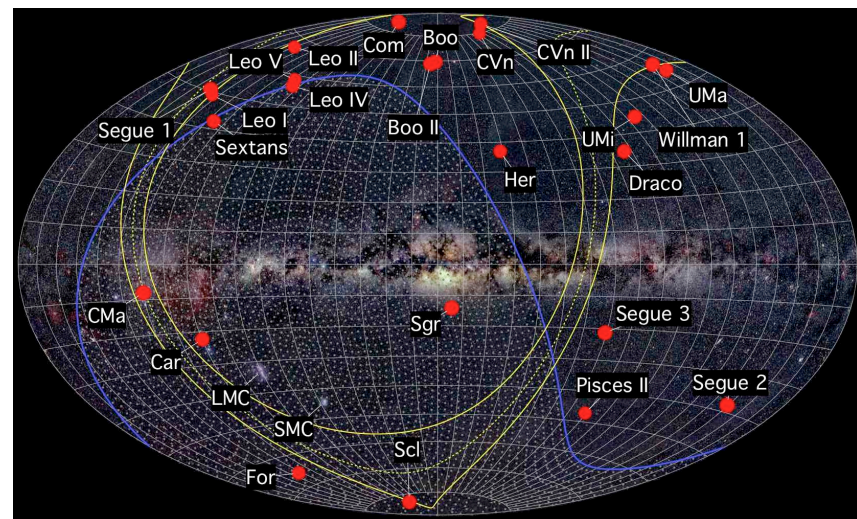 Com
Boo
CVn II
Leo V
Leo II
CVn
UMa
Leo IV
Segue 1
Leo I
Boo II
UMi
Willman 1
Sextans
Her
Draco
CMa
Sgr
Segue 3
Car
LMC
Pisces II
Segue 2
SMC
Scl
For